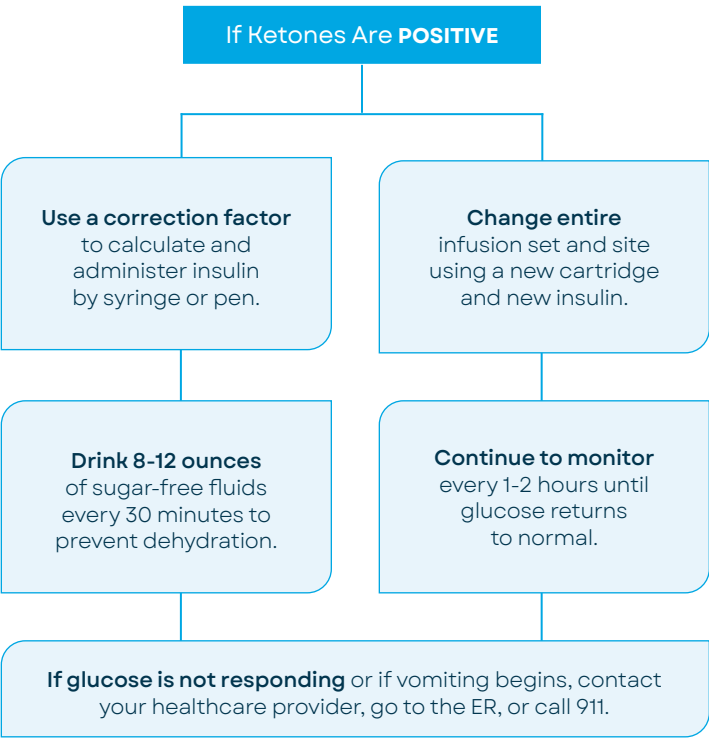 If Ketones Are POSITIVE
Use a correction factor
to calculate and
administer insulin
by syringe or pen.
Change entire
infusion set and site
using a new cartridge
and new insulin.
Drink 8-12 ounces
of sugar-free fluids
every 30 minutes to
prevent dehydration.
Continue to monitor
every 1-2 hours until
glucose returns
to normal.
If glucose is not responding or if vomiting begins, contact
your healthcare provider, go to the ER, or call 911.